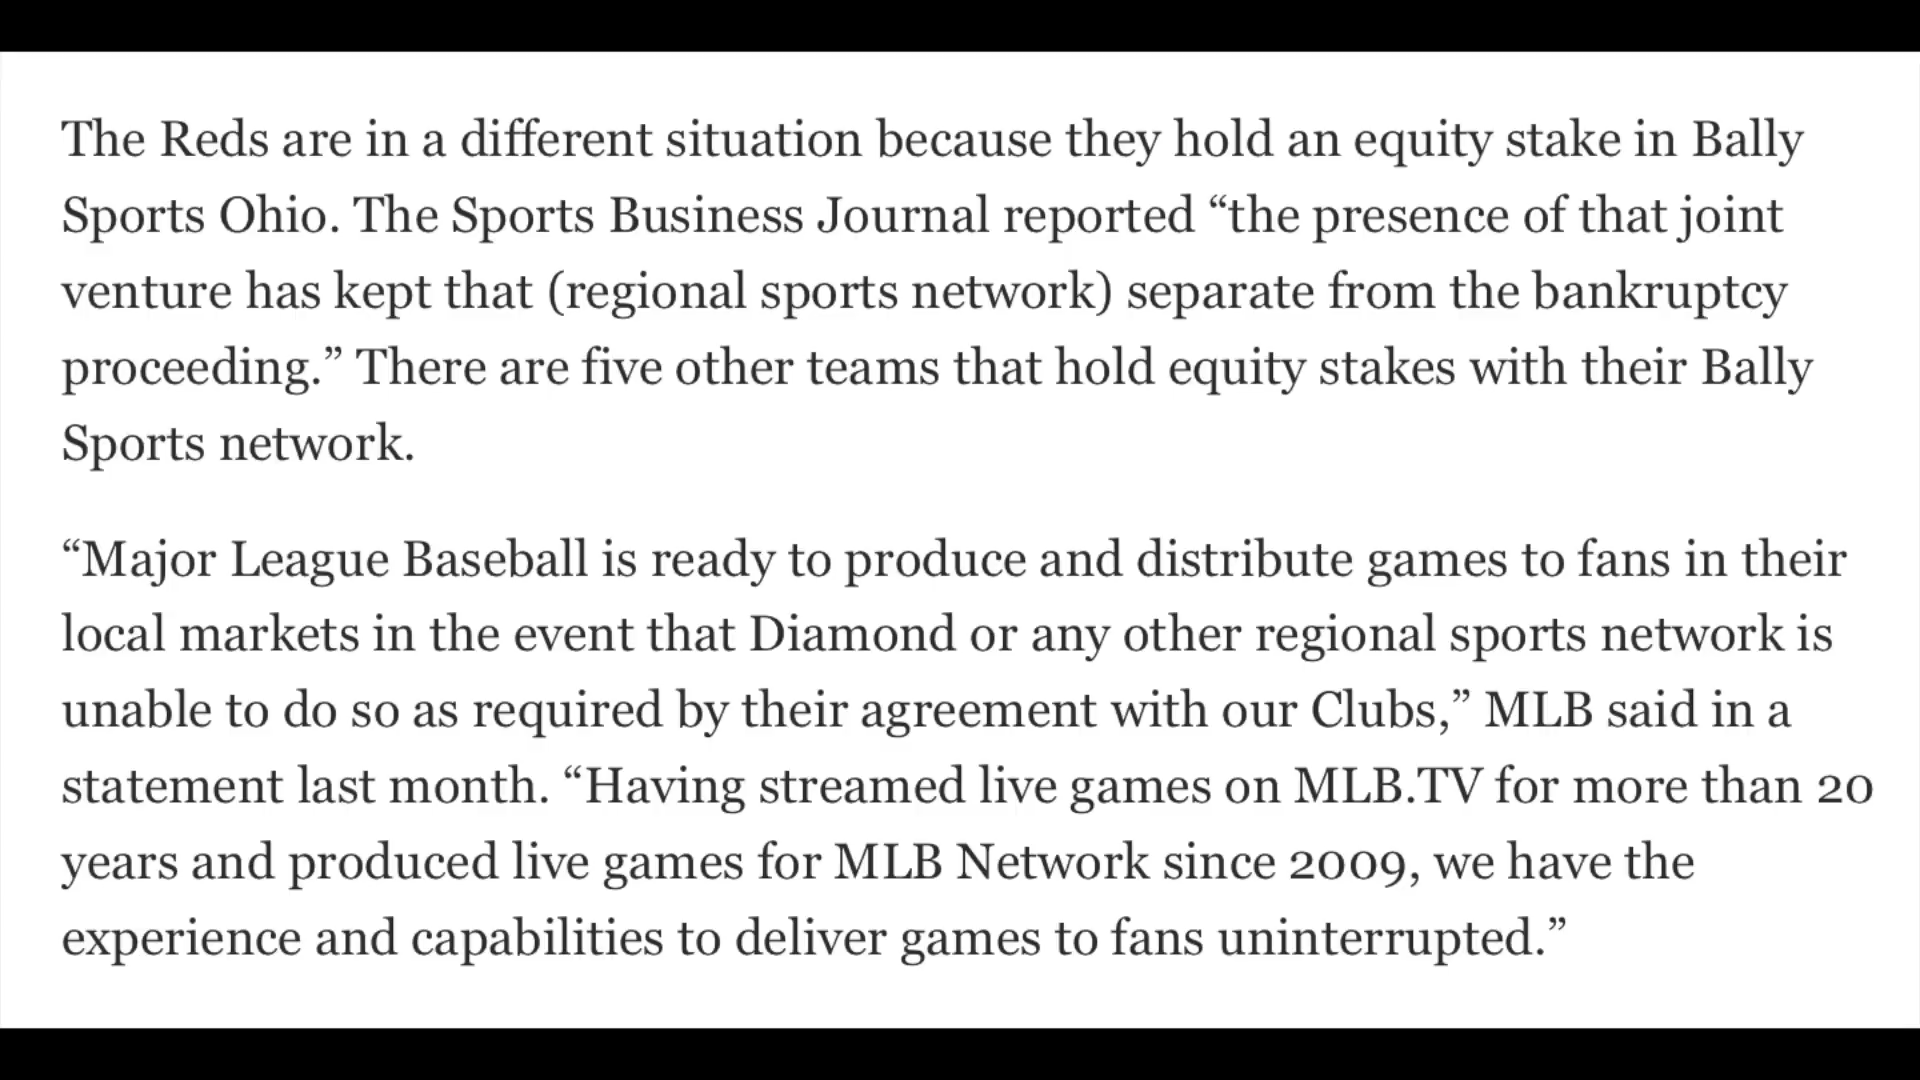 The Reds are in a different situation because they hold an equity stake in Bally
Sports Ohio. The Sports Business Journal reported “the presence of that joint
venture has kept that (regional sports network) separate from the bankruptcy
proceeding.” There are five other teams that hold equity stakes with their Bally
Sports network.
“Major League Baseball is ready to produce and distribute games to fans in their
local markets in the event that Diamond or any other regional sports network is
unable to do so as required by their agreement with our Clubs,” MLB said in a
statement last month. “Having streamed live games on MLB.TV for more than 20
years and produced live games for MLB Network since 2009, we have the
experience and capabilities to deliver games to fans uninterrupted.”